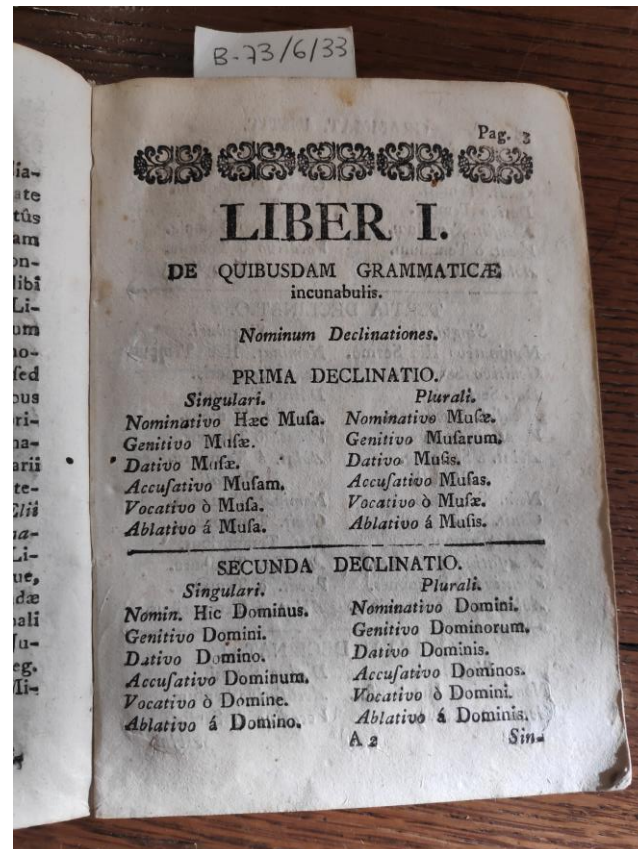 B-73/6/33
Pag. 3
LIBER I.
DE QUIBUSDAM GRAMMATICÆ
incunabulis.
Nominum Declinationes.
PRIMA DECLINATIO.
Singulari. Plurali.
Nominativo Hæc Muſa. Nominativo Muſæ.
Genitivo Muſæ. Genitivo Muſarum.
Dativo Muſæ. Dativo Muſis.
Accuſativo Muſam. Accuſativo Muſas.
Vocativo ò Muſa. Vocativo ò Muſæ.
Ablativo á Muſa. Ablativo á Muſis.
SECUNDA DECLINATIO.
Singulari. Plurali.
Nomin. Hic Dominus. Nominativo Domini.
Genitivo Domini. Genitivo Dominorum.
Dativo Domino. Dativo Dominis.
Accuſativo Dominum. Accuſativo Dominos.
Vocativo ò Domine. Vocativo ò Domini.
Ablativo á Domino. Ablativo á Dominis.
A 2 Sin-